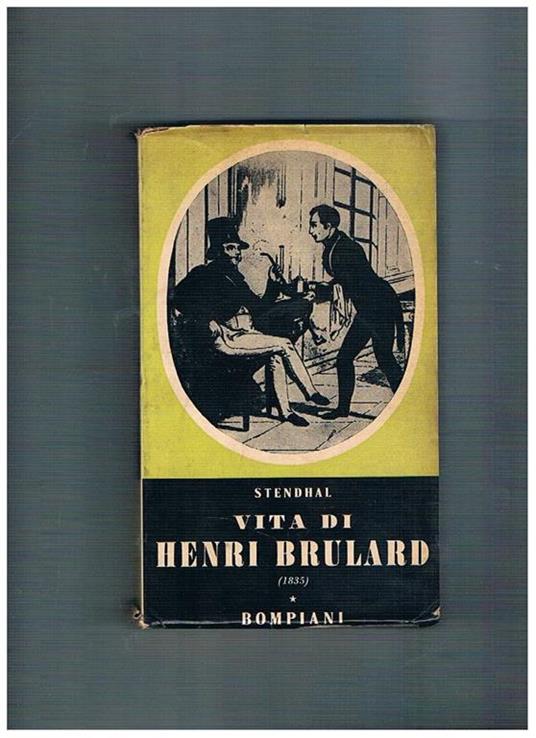 STENDHAL
VITA DI
HENRI BRULARD
(1835)
★
BOMPIANI